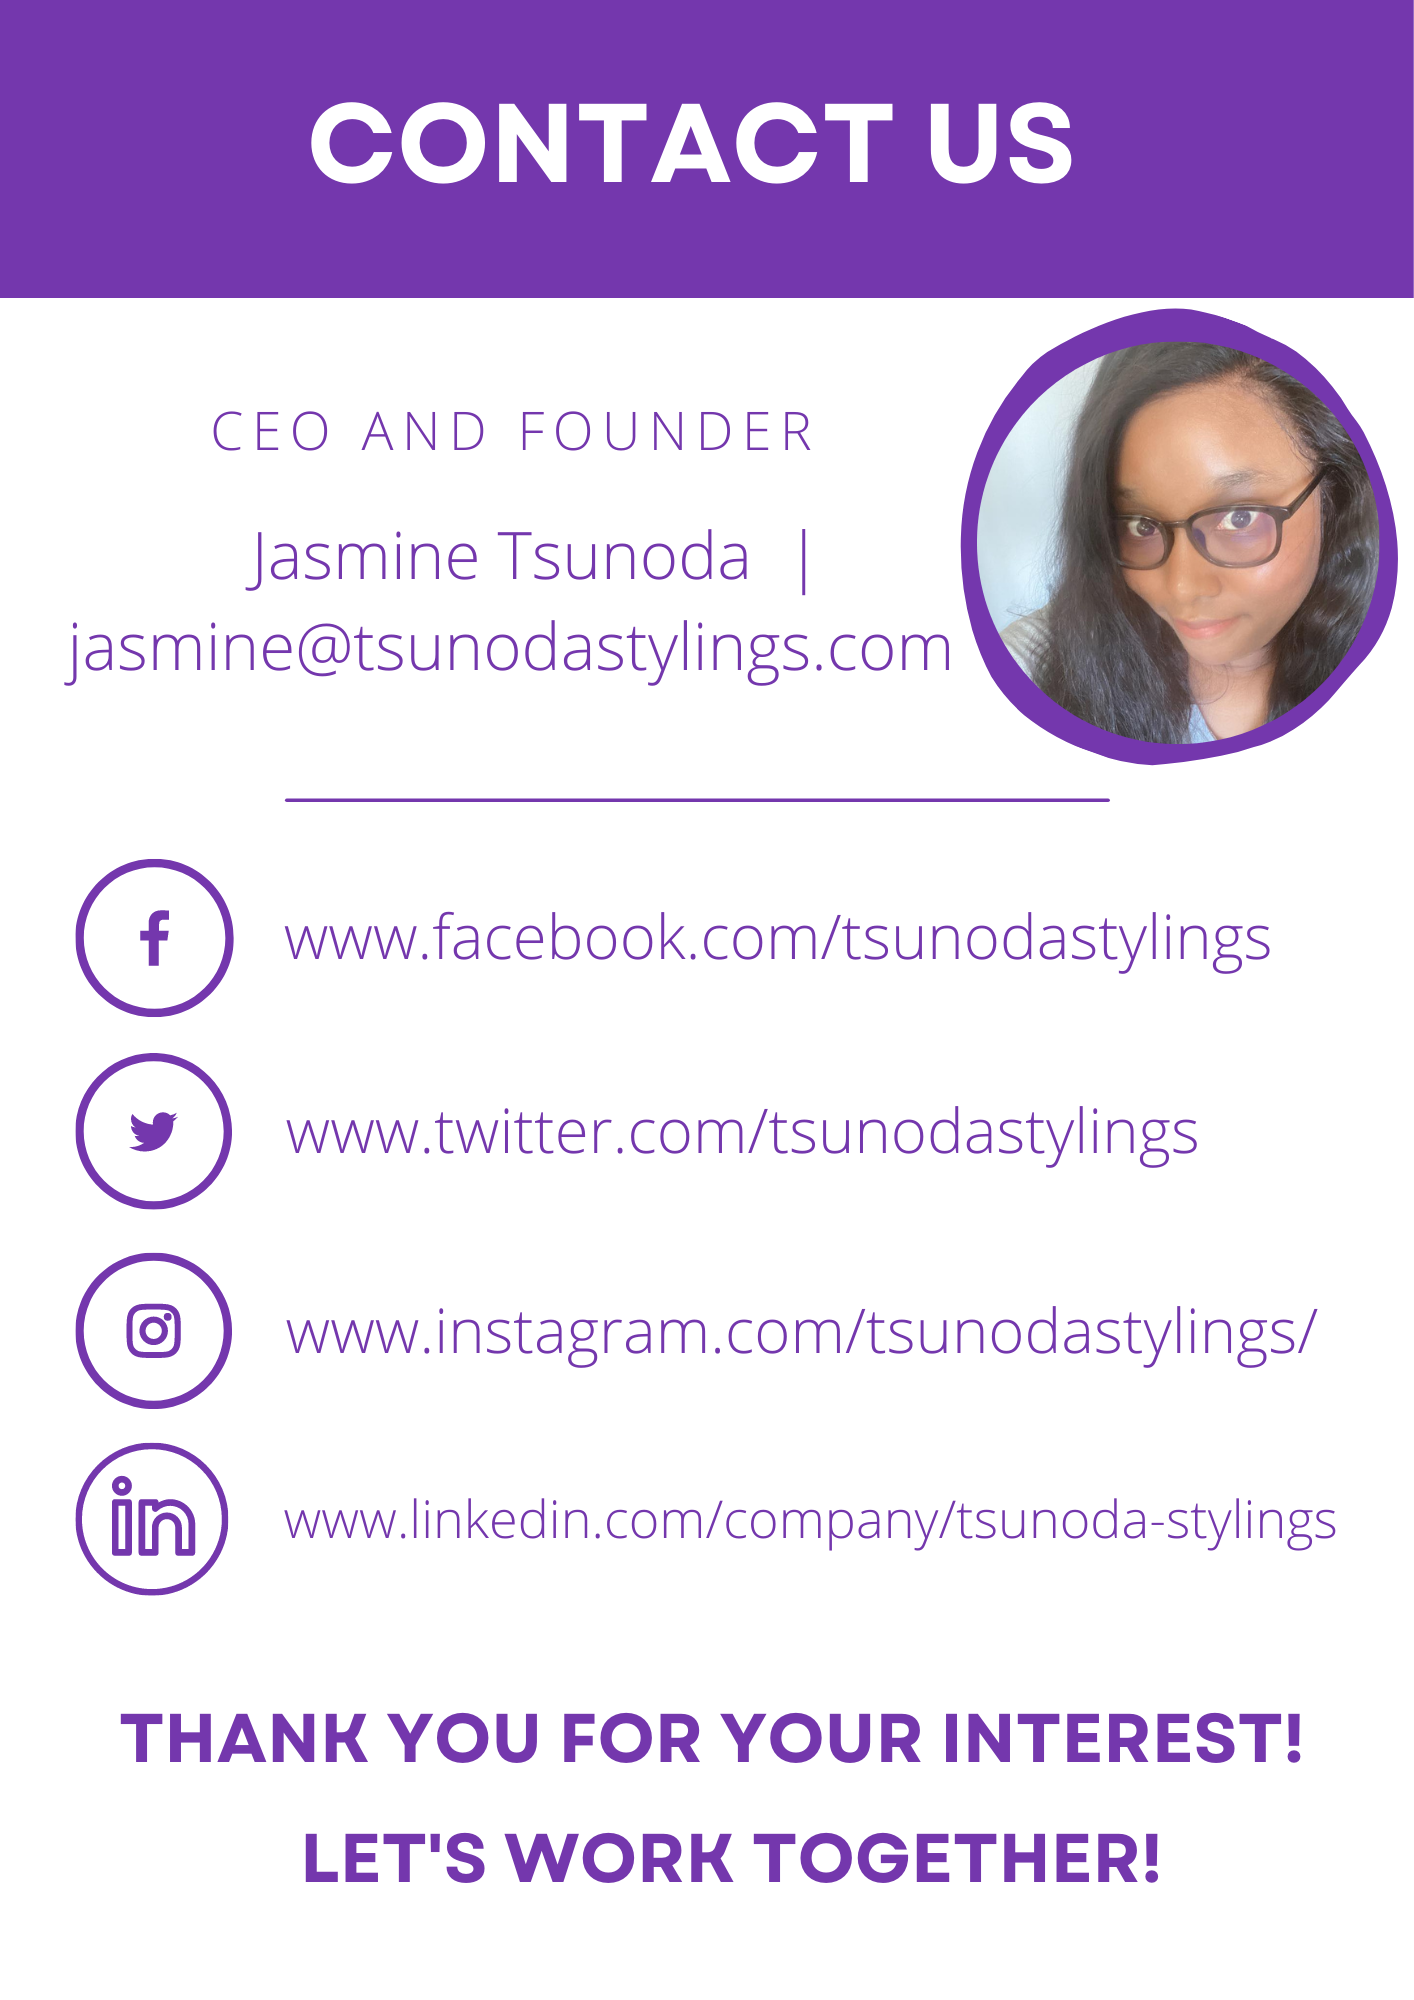 CONTACT US
CEO AND FOUNDER
Jasmine Tsunoda |
jasmine@tsunodastylings.com
www.facebook.com/tsunodastylings
www.twitter.com/tsunodastylings
www.instagram.com/tsunodastylings/
in
www.linkedin.com/company/tsunoda-stylings
THANK YOU FOR YOUR INTEREST!
LET'S WORK TOGETHER!